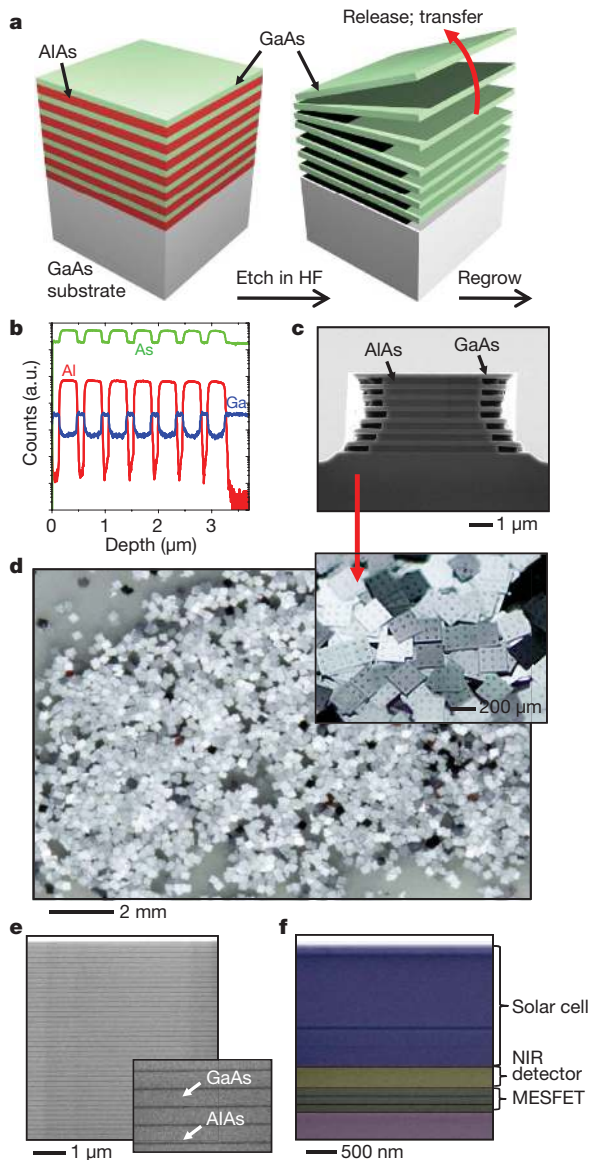 a
AlAs
GaAs
Release; transfer
GaAs
substrate
Etch in HF
Regrow
b
As
Al
Ga
Counts (a.u.)
0 1 2 3
Depth (μm)
c
AlAs
GaAs
1 μm
d
200 μm
2 mm
e
GaAs
AlAs
1 μm
f
Solar cell
NIR
detector
MESFET
500 nm